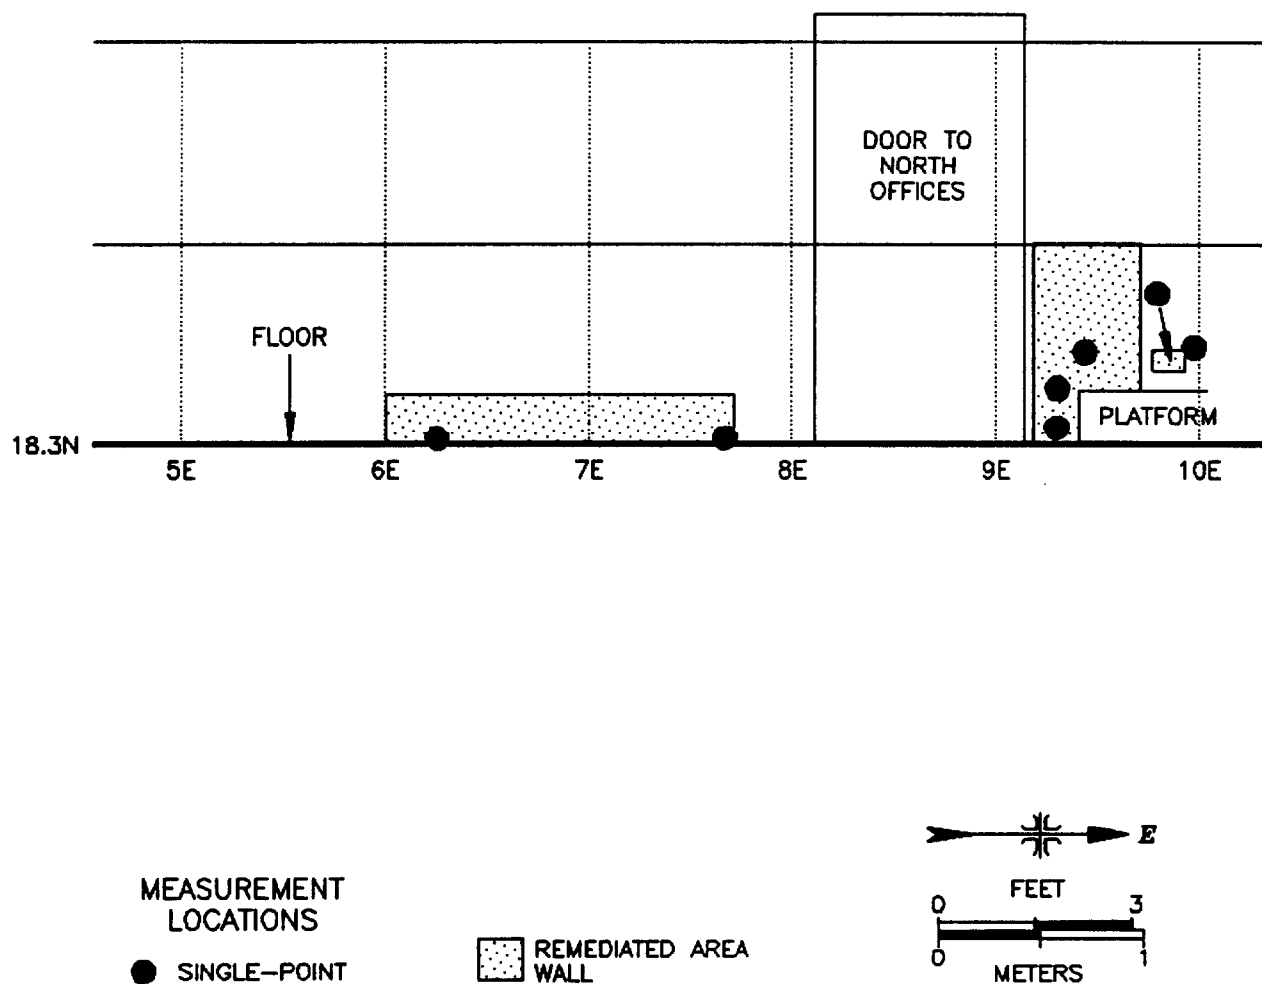 DOOR TO
NORTH
OFFICES
FLOOR
PLATFORM
18.3N
5E 6E 7E 8E 9E 10E
E
MEASUREMENT
LOCATIONS
SINGLE-POINT
REMEDIATED AREA
WALL
FEET
0 3
0 1
METERS